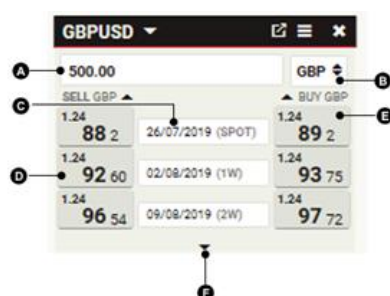 GBPUSD
A 500.00 GBP B
C SELL GBP BUY GBP
1.24 88 2 26/07/2019 (SPOT) 1.24 89 2 E
D 1.24 92 60 02/08/2019 (1W) 1.24 93 75
1.24 96 54 09/08/2019 (2W) 1.24 97 72
F